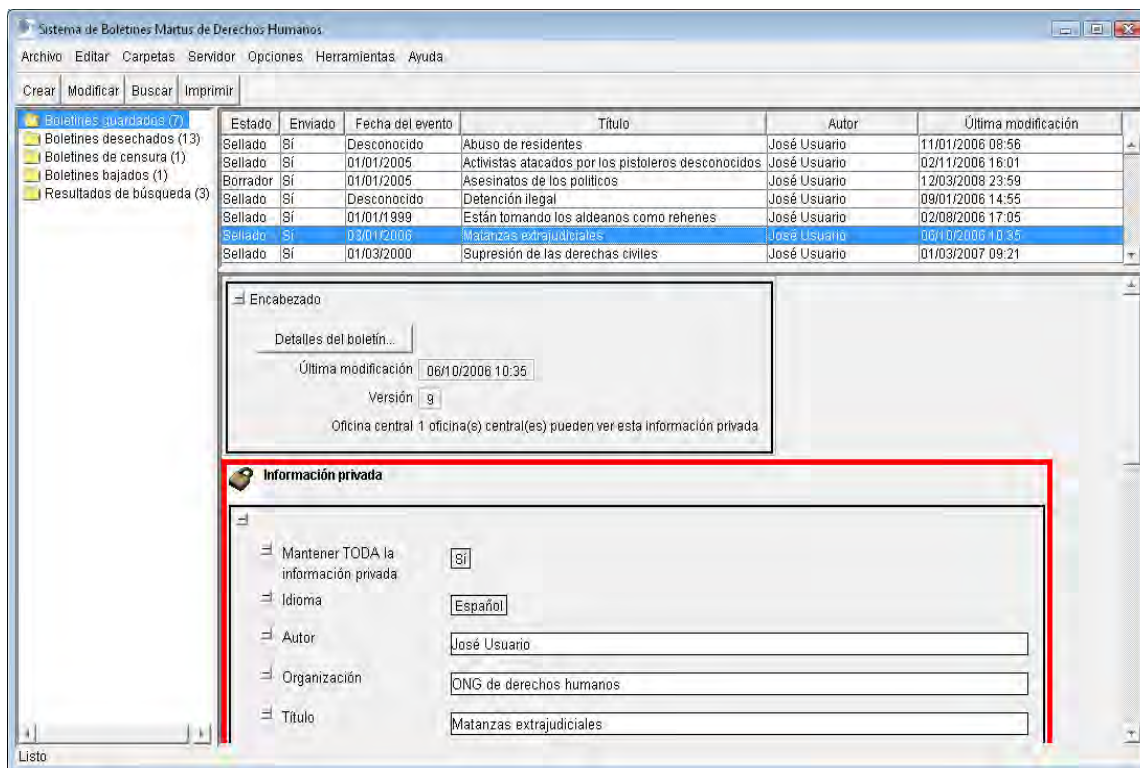 Sistema de Boletines Martus de Derechos Humanos
Archivo Editar Carpetas Servidor Opciones Herramientas Ayuda
Crear Modificar Buscar Imprimir
Boletines guardados (7)
Boletines desechados (13)
Boletines de censura (1)
Boletines bajados (1)
Resultados de búsqueda (3)
Estado Enviado Fecha del evento Título Autor Última modificación
Sellado Sí Desconocido Abuso de residentes José Usuario 11/01/2006 08:56
Sellado Sí 01/01/2005 Activistas atacados por los pistoleros desconocidos José Usuario 02/11/2006 16:01
Borrador Sí 01/01/2005 Asesinatos de los politicos José Usuario 12/03/2008 23:59
Sellado Sí Desconocido Detención ilegal José Usuario 09/01/2006 14:55
Sellado Sí 01/01/1999 Están tomando los aldeanos como rehenes José Usuario 02/08/2006 17:05
Sellado Sí 03/01/2006 Matanzas extrajudiciales José Usuario 06/10/2006 10:35
Sellado Sí 01/03/2000 Supresión de las derechas civiles José Usuario 01/03/2007 09:21
Encabezado
Detalles del boletín...
Última modificación 06/10/2006 10:35
Versión 9
Oficina central 1 oficina(s) central(es) pueden ver esta información privada
Información privada
Mantener TODA la
información privada Sí
Idioma Español
Autor José Usuario
Organización ONG de derechos humanos
Título Matanzas extrajudiciales
Listo